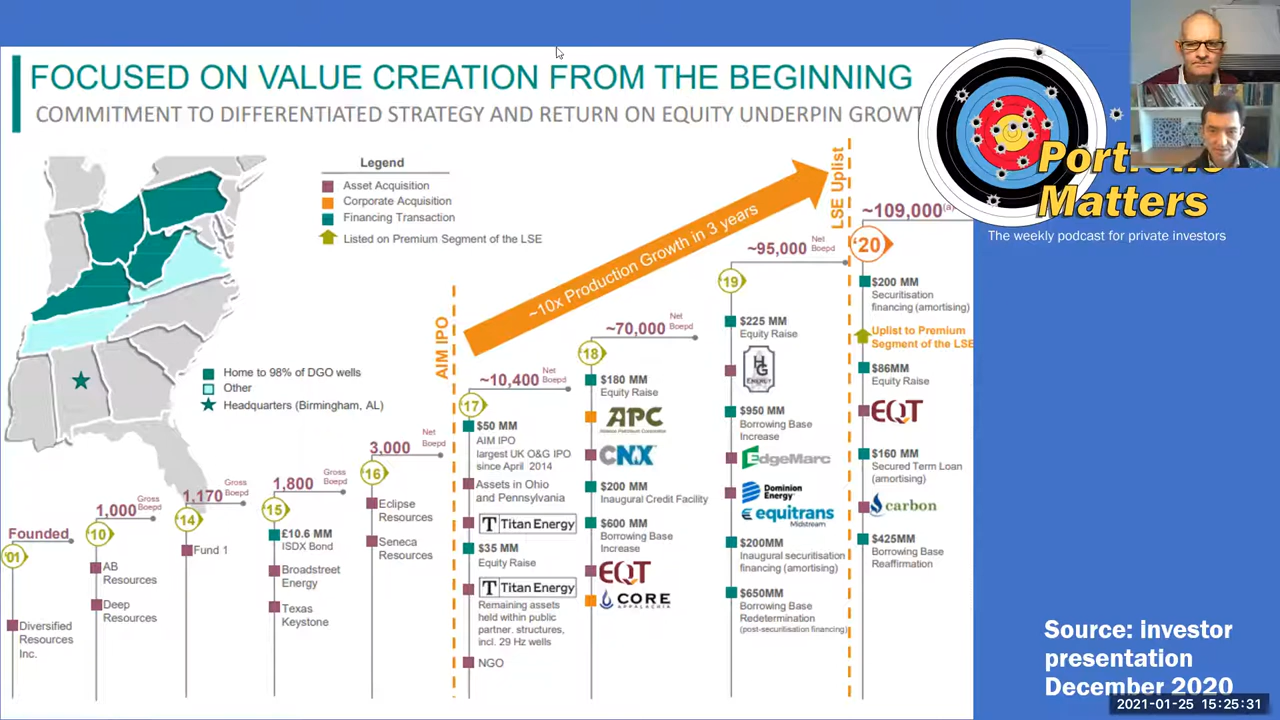 FOCUSED ON VALUE CREATION FROM THE BEGINNING
COMMITMENT TO DIFFERENTIATED STRATEGY AND RETURN ON EQUITY UNDERPIN GROWT
Legend
Asset Acquisition
Corporate Acquisition
Financing Transaction
Listed on Premium Segment of the LSE
Home to 98% of DGO wells
Other
Headquarters (Birmingham, AL)
~10x Production Growth in 3 years
Founded
'01
Diversified
Resources
Inc.
1,000 Gross
Boepd
'10
AB
Resources
Deep
Resources
1,170 Gross
Boepd
'14
Fund 1
1,800 Gross
Boepd
'15
£10.6 MM
ISDX Bond
Broadstreet
Energy
Texas
Keystone
3,000 Net
Boepd
'16
Eclipse
Resources
Seneca
Resources
AIM IPO
~10,400 Net
Boepd
'17
$50 MM
AIM IPO
largest UK O&G IPO
since April 2014
Assets in Ohio
and Pennsylvania
T Titan Energy
$35 MM
Equity Raise
T Titan Energy
Remaining assets
held within public
partner. structures,
incl. 29 Hz wells
NGO
~70,000 Net
Boepd
'18
$180 MM
Equity Raise
APC
CNX
$200 MM
Inaugural Credit Facility
$600 MM
Borrowing Base
Increase
EQT
CORE
APPALACHIA
~95,000 Net
Boepd
'19
$225 MM
Equity Raise
HG
ENERGY
$950 MM
Borrowing Base
Increase
EdgeMarc
Dominion
Energy
equitrans
Midstream
$200MM
Inaugural securitisation
financing (amortising)
$650MM
Borrowing Base
Redetermination
(post-securitisation financing)
LSE Uplist
~109,000(a)
'20
$200 MM
Securitisation
financing (amortising)
Uplist to Premium
Segment of the LSE
$86MM
Equity Raise
EQT
$160 MM
Secured Term Loan
(amortising)
carbon
$425MM
Borrowing Base
Reaffirmation
Matters
The weekly podcast for private investors
Source: investor
presentation
December 2020
2021-01-25 15:25:31